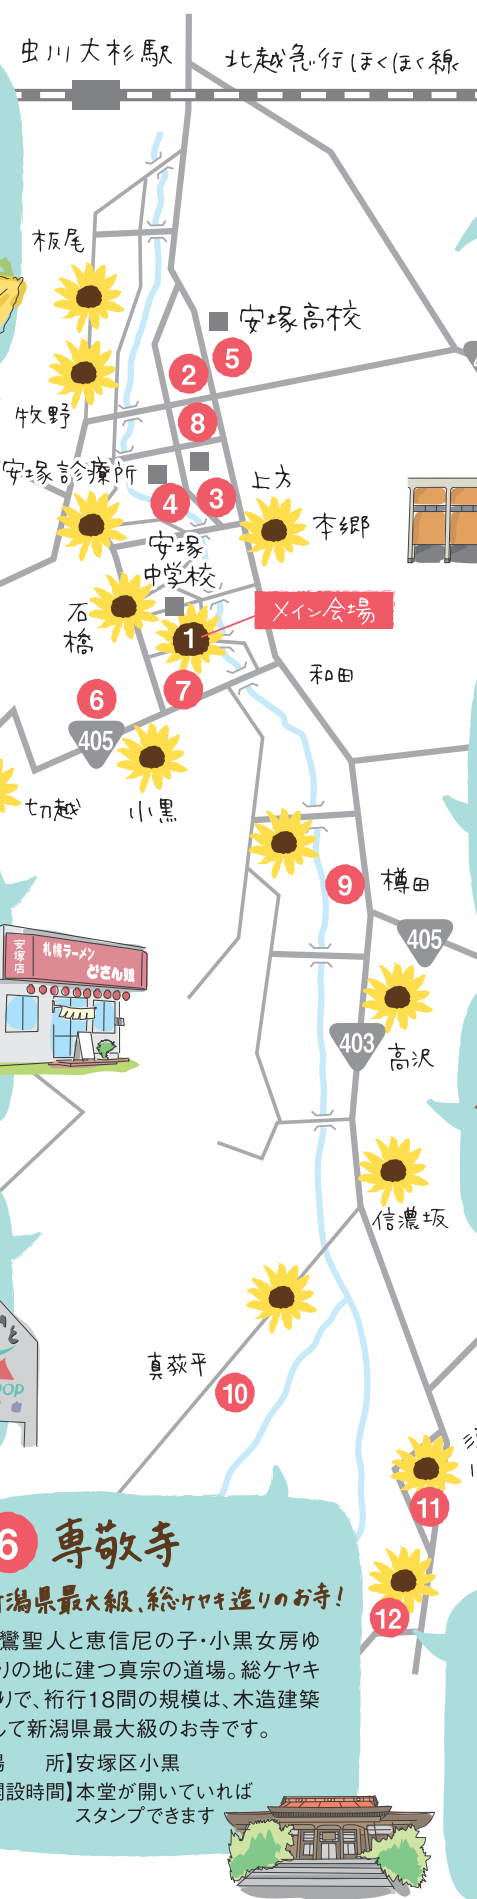 虫川大杉駅
北越急行ほくほく線
板尾
安塚高校
5
2
牧野
8
安塚診療所
上方
3
4
本郷
安塚
中学校
石
橋
メイン会場
1
和田
7
6
405
切越
小黒
樽田
9
405
安塚店
札幌ラーメン
どさん娘
403
高沢
信濃坂
真荻平
10
11
12
6 専敬寺
潟県最大級、総ケヤキ造りのお寺!
鸞聖人と恵信尼の子・小黒女房ゆ
りの地に建つ真宗の道場。総ケヤキ
りで、裄行18間の規模は、木造建築
して新潟県最大級のお寺です。
所】安塚区小黒
開設時間】本堂が開いていれば
スタンプできます